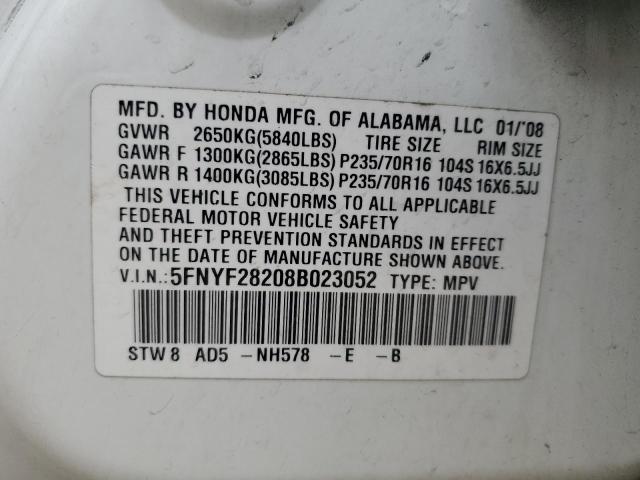 MFD. BY HONDA MFG. OF ALABAMA, LLC 01/'08
GVWR 2650KG(5840LBS) TIRE SIZE RIM SIZE
GAWR F 1300KG(2865LBS) P235/70R16 104S 16X6.5JJ
GAWR R 1400KG(3085LBS) P235/70R16 104S 16X6.5JJ
THIS VEHICLE CONFORMS TO ALL APPLICABLE
FEDERAL MOTOR VEHICLE SAFETY
AND THEFT PREVENTION STANDARDS IN EFFECT
ON THE DATE OF MANUFACTURE SHOWN ABOVE.
V.I.N.: 5FNYF28208B023052 TYPE: MPV
STW 8 AD5 -NH578 -E -B